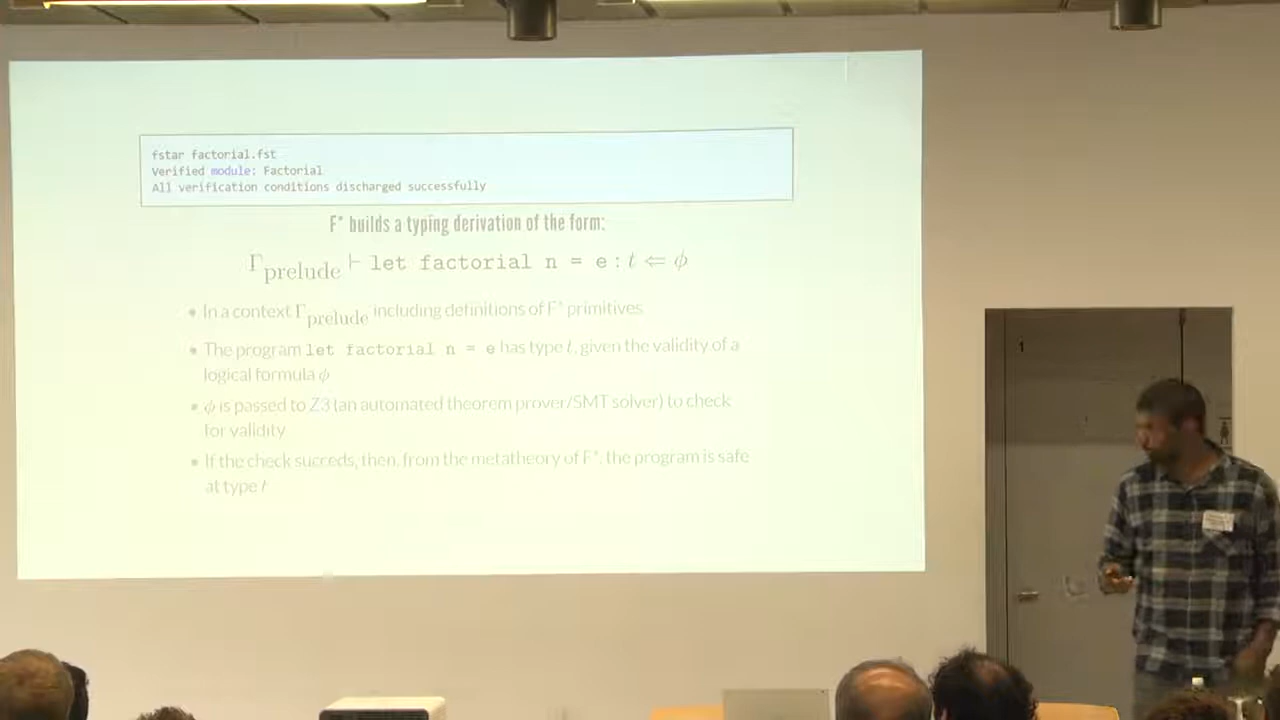 fstar factorial.fst
Verified module: Factorial
All verification conditions discharged successfully
F* builds a typing derivation of the form:
Γprelude ⊢ let factorial n = e : t ⇐ ϕ
• In a context Γprelude including definitions of F* primitives
• The program let factorial n = e has type t, given the validity of a
logical formula ϕ
• ϕ is passed to Z3 (an automated theorem prover/SMT solver) to check
for validity
• If the check succeds, then, from the metatheory of F*, the program is safe
at type t
1